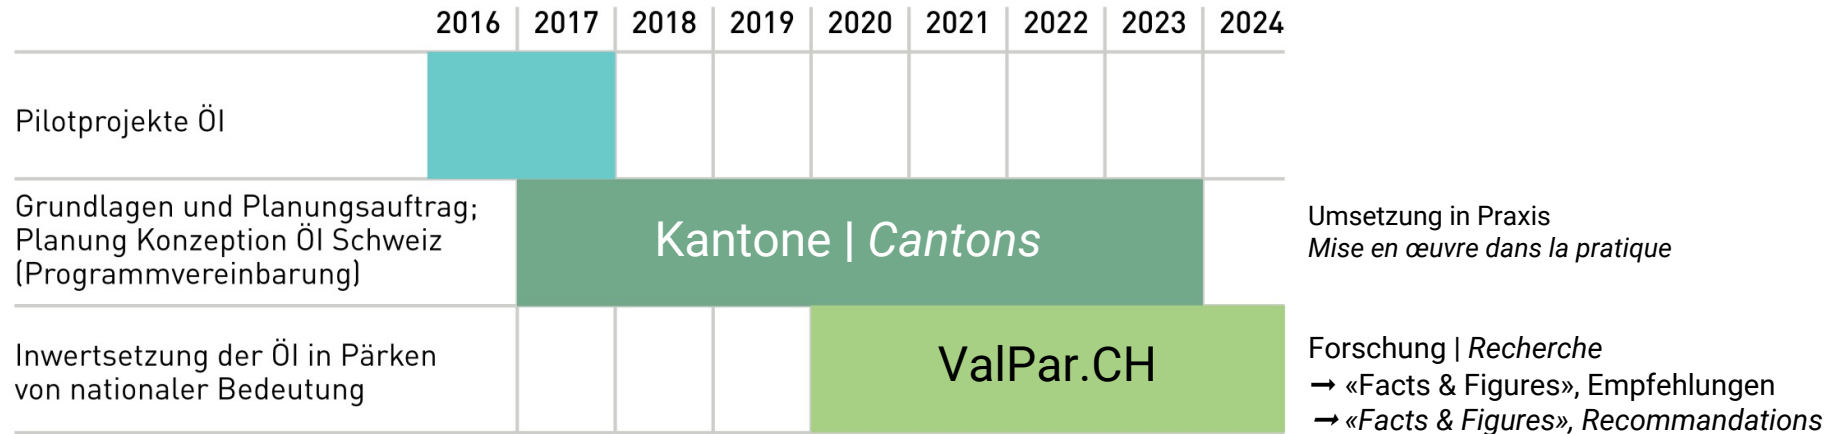 2016 2017 2018 2019 2020 2021 2022 2023 2024
Pilotprojekte ÖI
Grundlagen und Planungsauftrag;
Planung Konzeption ÖI Schweiz
(Programmvereinbarung)
Kantone | Cantons
Umsetzung in Praxis
Mise en œuvre dans la pratique
Inwertsetzung der ÖI in Pärken
von nationaler Bedeutung
ValPar.CH
Forschung | Recherche
→ «Facts & Figures», Empfehlungen
→ «Facts & Figures», Recommandations